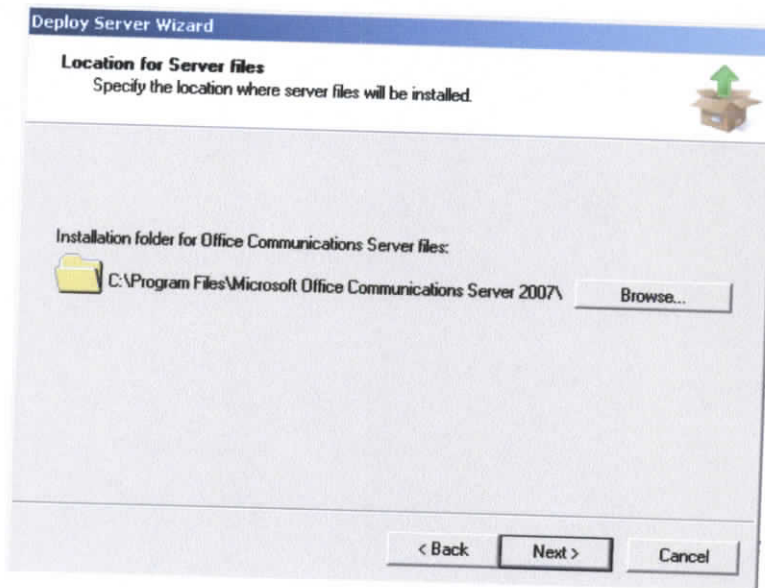 Deploy Server Wizard
Location for Server files
Specify the location where server files will be installed.
Installation folder for Office Communications Server files:
C:\Program Files\Microsoft Office Communications Server 2007\
Browse...
< Back
Next >
Cancel